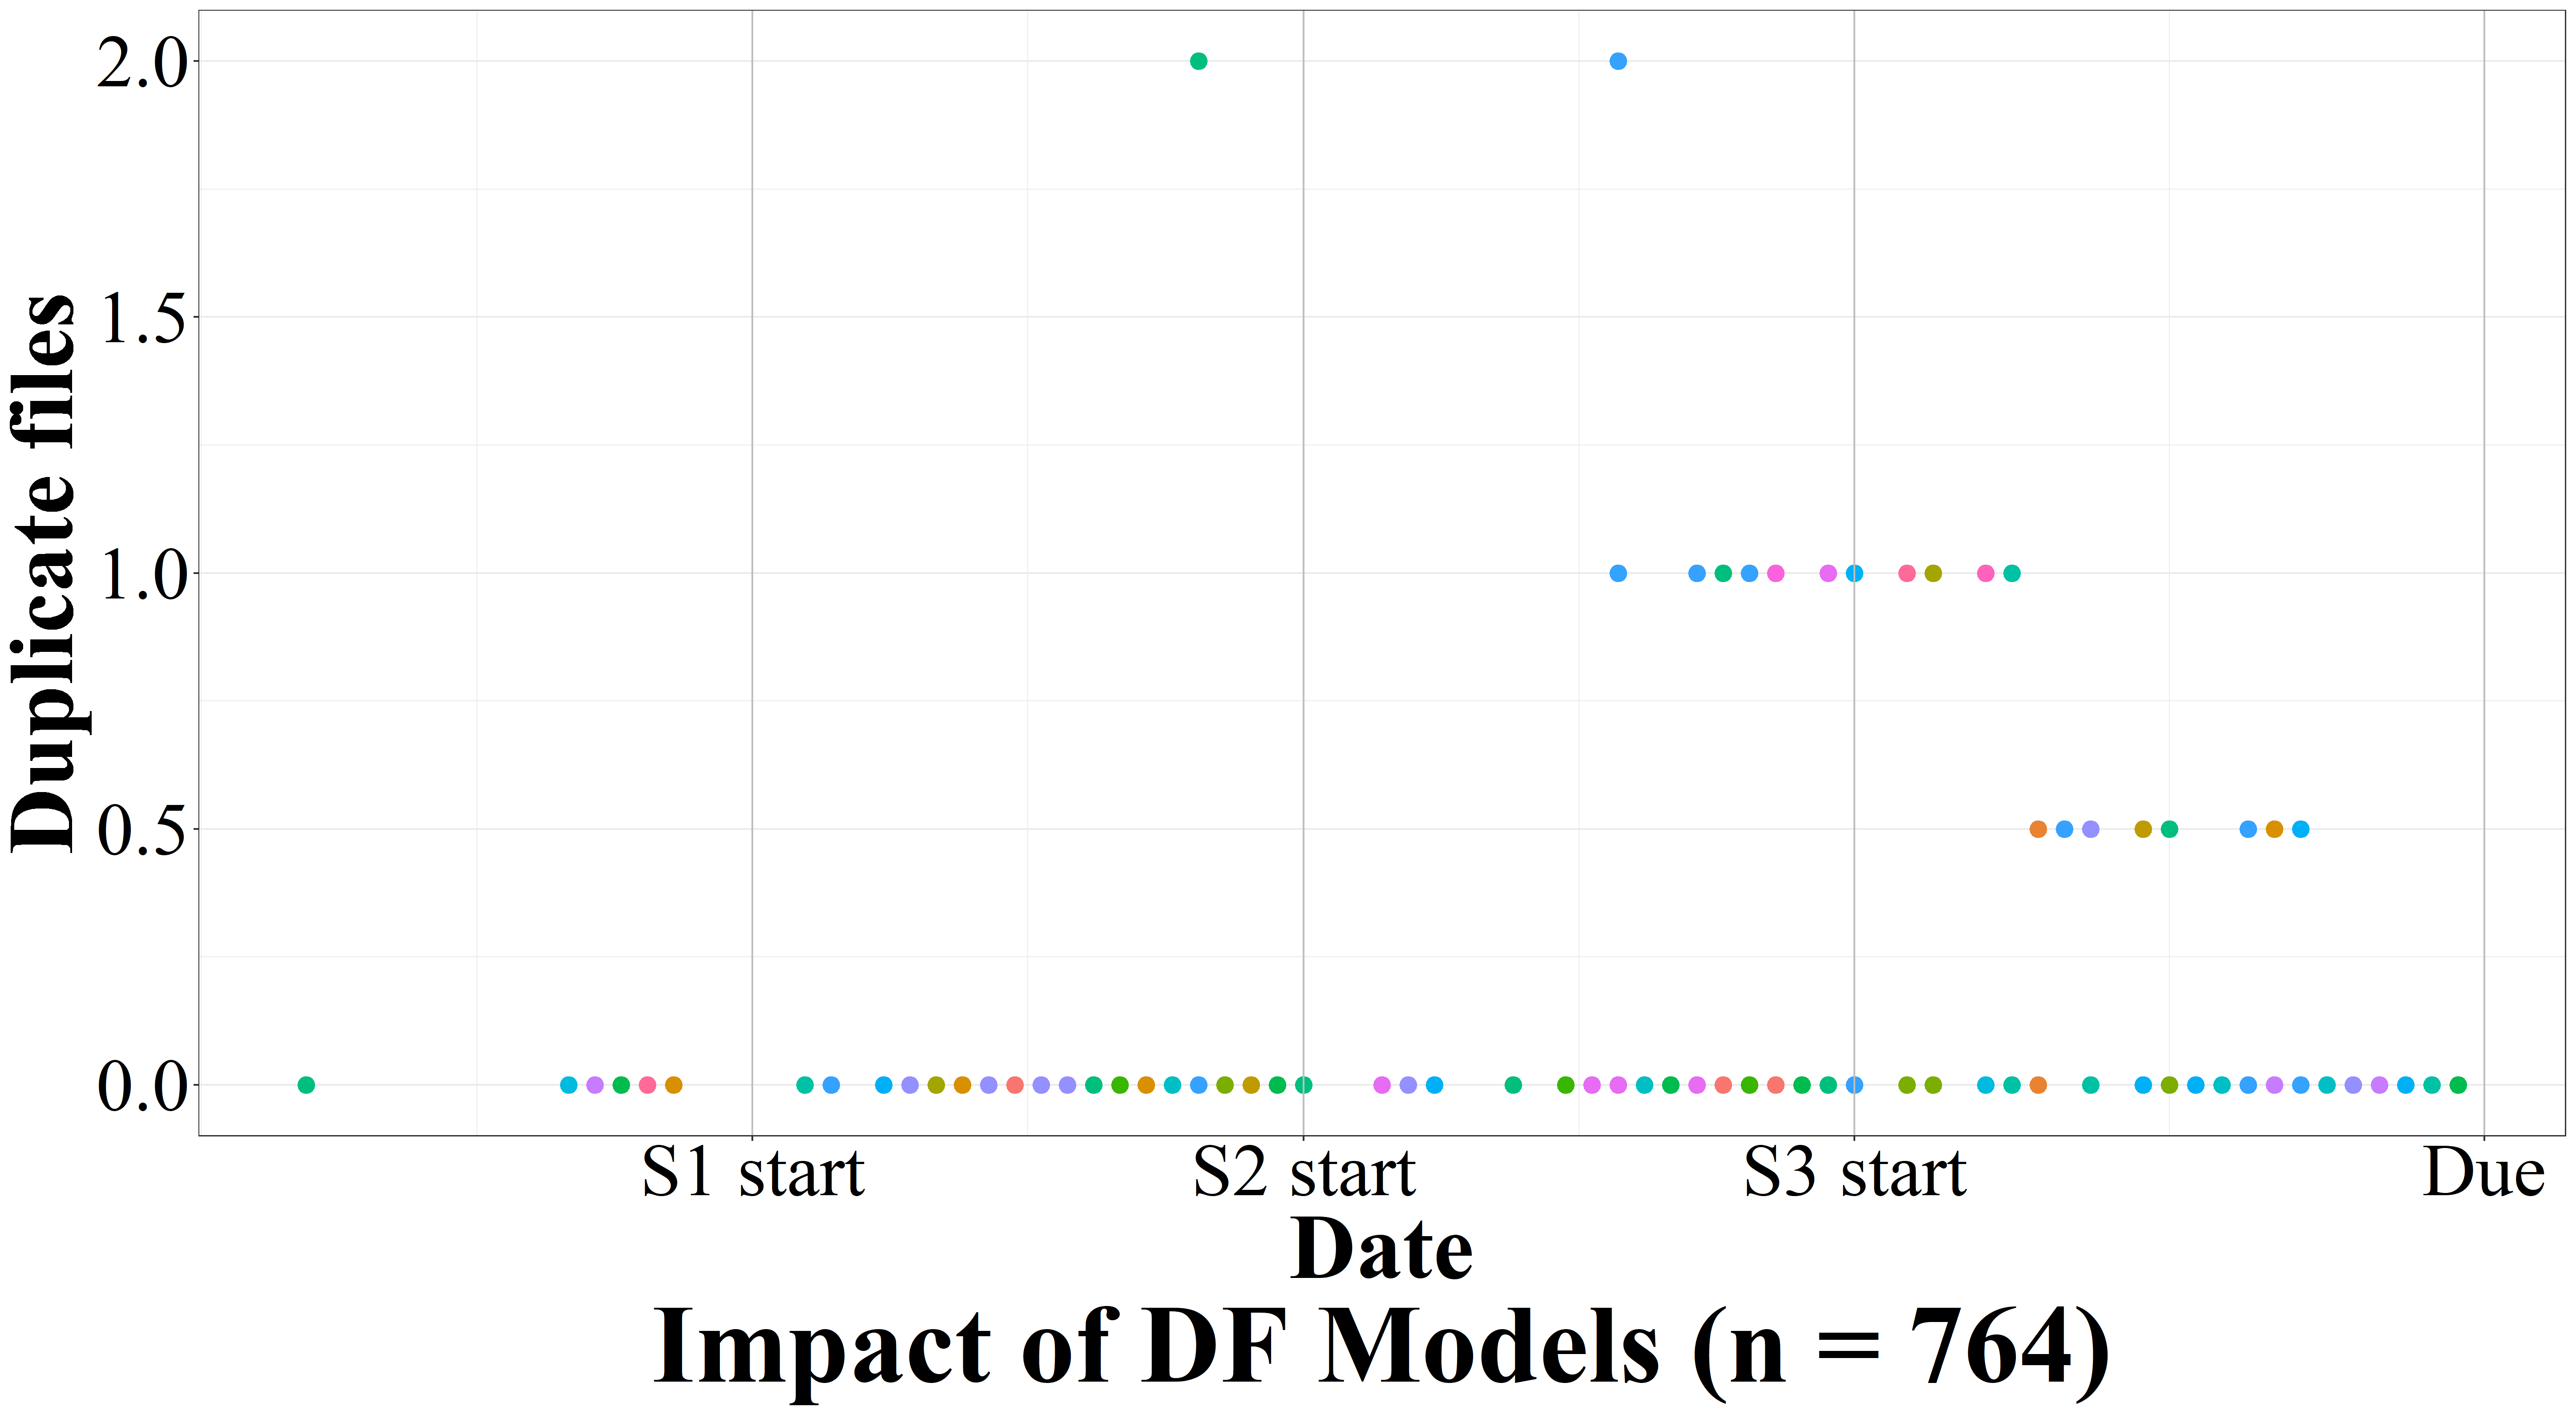 Duplicate files
2.0
1.5
1.0
0.5
0.0
S1 start
S2 start
S3 start
Due
Date
Impact of DF Models (n = 764)